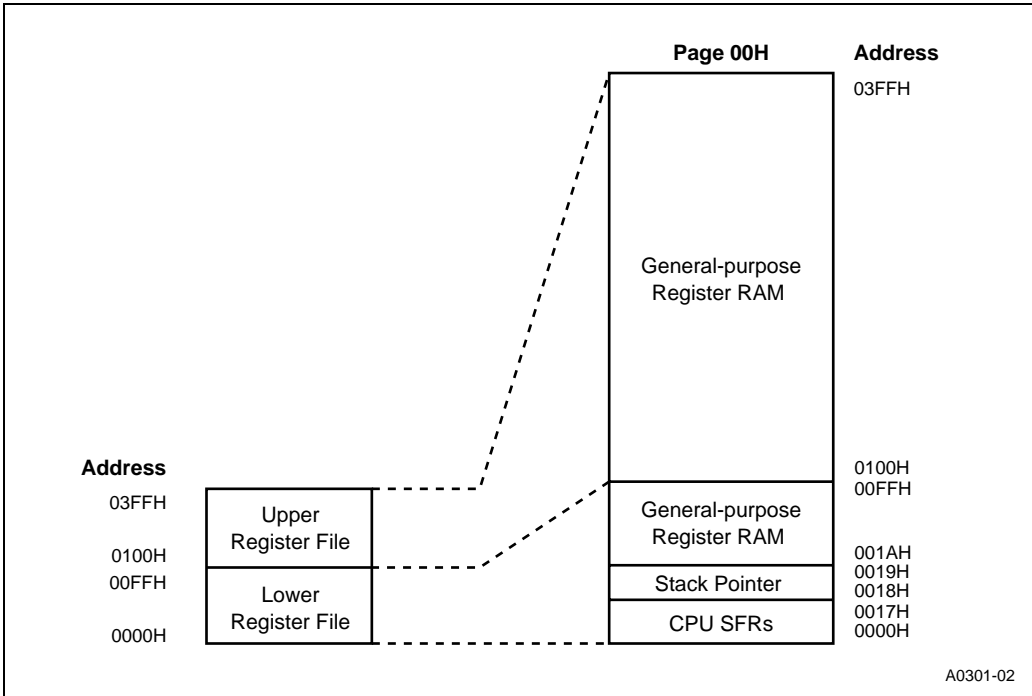 Page 00H
Address
03FFH
General-purpose
Register RAM
Address
03FFH
Upper
Register File
0100H
00FFH
Lower
Register File
0000H
0100H
00FFH
General-purpose
Register RAM
001AH
0019H
Stack Pointer
0018H
0017H
CPU SFRs
0000H
A0301-02